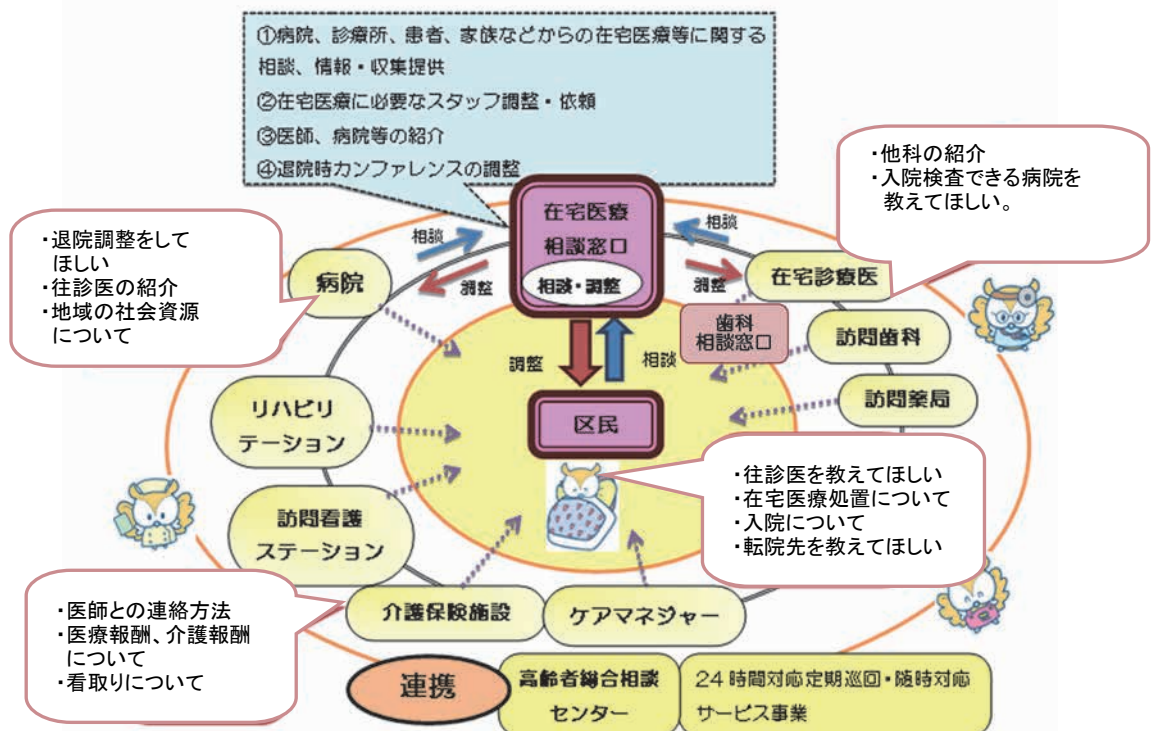 ①病院、診療所、患者、家族などからの在宅医療等に関する
相談、情報・収集提供
②在宅医療に必要なスタッフ調整・依頼
③医師、病院等の紹介
④退院時カンファレンスの調整
・他科の紹介
・入院検査できる病院を
教えてほしい。
在宅医療
相談窓口
相談・調整
相談
調整
相談
調整
・退院調整をして
ほしい
・往診医の紹介
・地域の社会資源
について
病院
在宅診療医
歯科
相談窓口
訪問歯科
調整
相談
訪問薬局
リハビリ
テーション
区民
・往診医を教えてほしい
・在宅医療処置について
・入院について
・転院先を教えてほしい
訪問看護
ステーション
・医師との連絡方法
・医療報酬、介護報酬
について
・看取りについて
介護保険施設
ケアマネジャー
連携
高齢者総合相談
センター
24時間対応定期巡回・随時対応
サービス事業